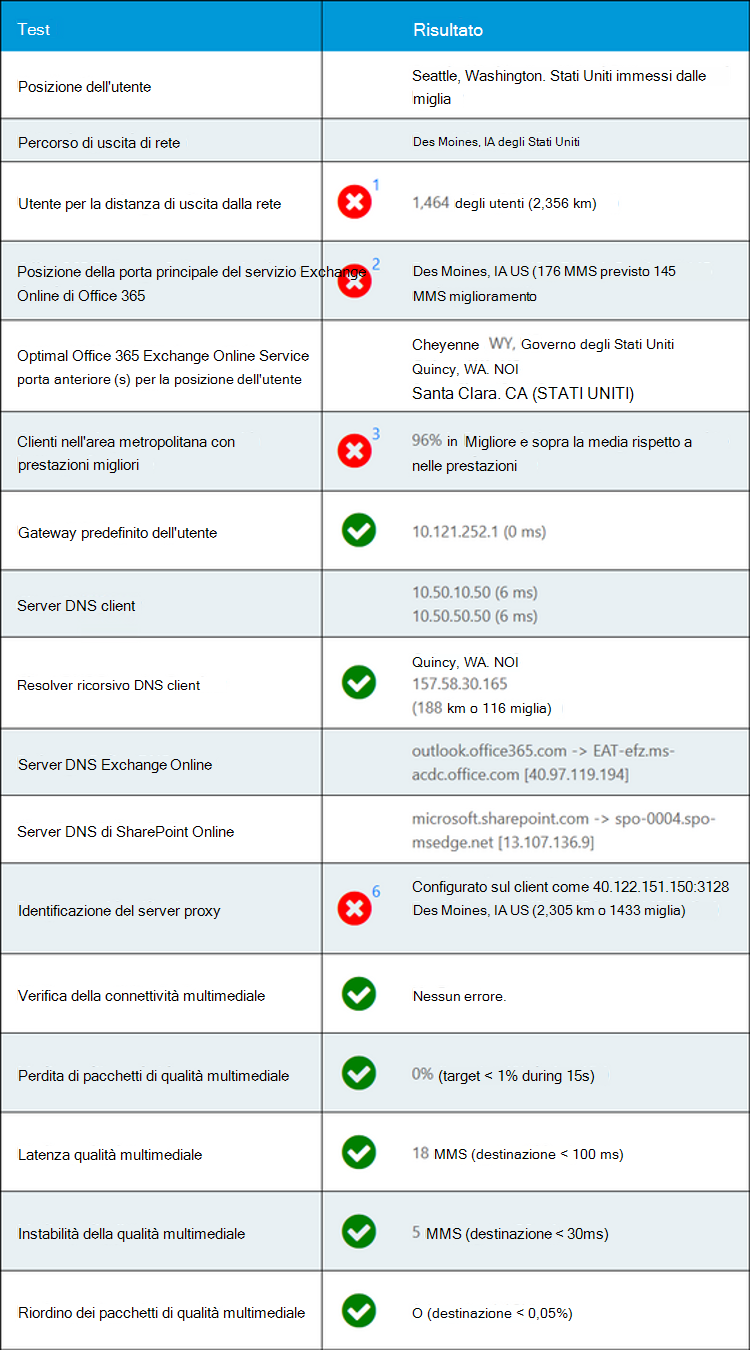 Test Risultato
Posizione dell'utente
Seattle, Washington. Stati Uniti immessi dalle
miglia
Percorso di uscita di rete
Des Moines, IA degli Stati Uniti
Utente per la distanza di uscita dalla rete
1
1,464 degli utenti (2,356 km)
Posizione della porta principale del servizio Exchange
Online di Office 365
2
Des Moines, IA US (176 MMS previsto 145
MMS miglioramento
Optimal Office 365 Exchange Online Service
porta anteriore (s) per la posizione dell'utente
Cheyenne WY, Governo degli Stati Uniti
Quincy, WA. NOI
Santa Clara. CA (STATI UNITI)
Clienti nell'area metropolitana con
prestazioni migliori
3
96% in Migliore e sopra la media rispetto a
nelle prestazioni
Gateway predefinito dell'utente
10.121.252.1 (0 ms)
Server DNS client
10.50.10.50 (6 ms)
10.50.50.50 (6 ms)
Resolver ricorsivo DNS client
Quincy, WA. NOI
157.58.30.165
(188 km o 116 miglia)
Server DNS Exchange Online
outlook.office365.com -> EAT-efz.ms-
acdc.office.com [40.97.119.194]
Server DNS di SharePoint Online
microsoft.sharepoint.com -> spo-0004.spo-
msedge.net [13.107.136.9]
Identificazione del server proxy
6
Configurato sul client come 40.122.151.150:3128
Des Moines, IA US (2,305 km o 1433 miglia)
Verifica della connettività multimediale
Nessun errore.
Perdita di pacchetti di qualità multimediale
0% (target < 1% during 15s)
Latenza qualità multimediale
18 MMS (destinazione < 100 ms)
Instabilità della qualità multimediale
5 MMS (destinazione < 30ms)
Riordino dei pacchetti di qualità multimediale
O (destinazione < 0,05%)